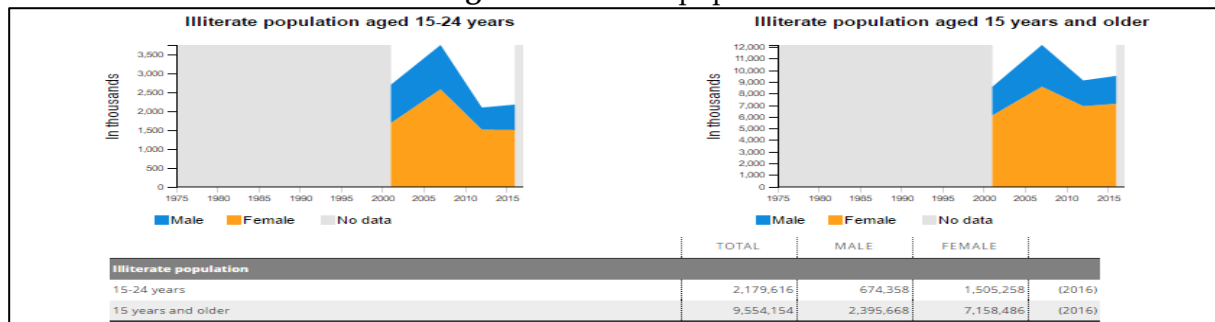 Illiterate population aged 15-24 years
3,500
3,000
2,500
2,000
1,500
1,000
500
0
In thousands
1975 1980 1985 1990 1995 2000 2005 2010 2015
Male Female No data
Illiterate population aged 15 years and older
12,000
11,000
10,000
9,000
8,000
7,000
6,000
5,000
4,000
3,000
2,000
1,000
0
In thousands
1975 1980 1985 1990 1995 2000 2005 2010 2015
Male Female No data
TOTAL MALE FEMALE
Illiterate population
15-24 years 2,179,616 674,358 1,505,258 (2016)
15 years and older 9,554,154 2,395,668 7,158,486 (2016)